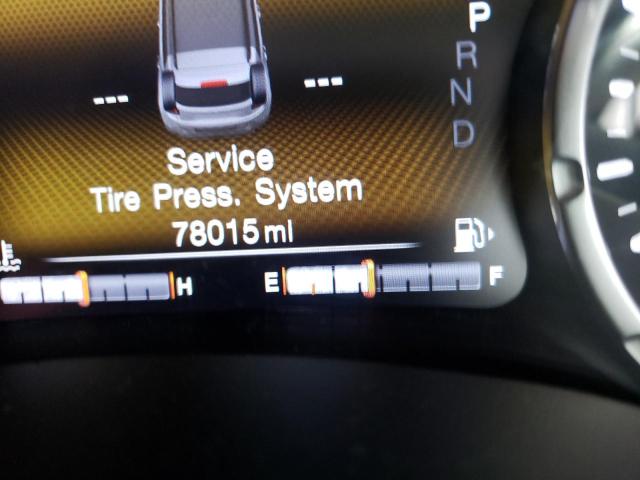 P
R
N
D
--- ---
Service
Tire Press. System
78015 mi
H E F